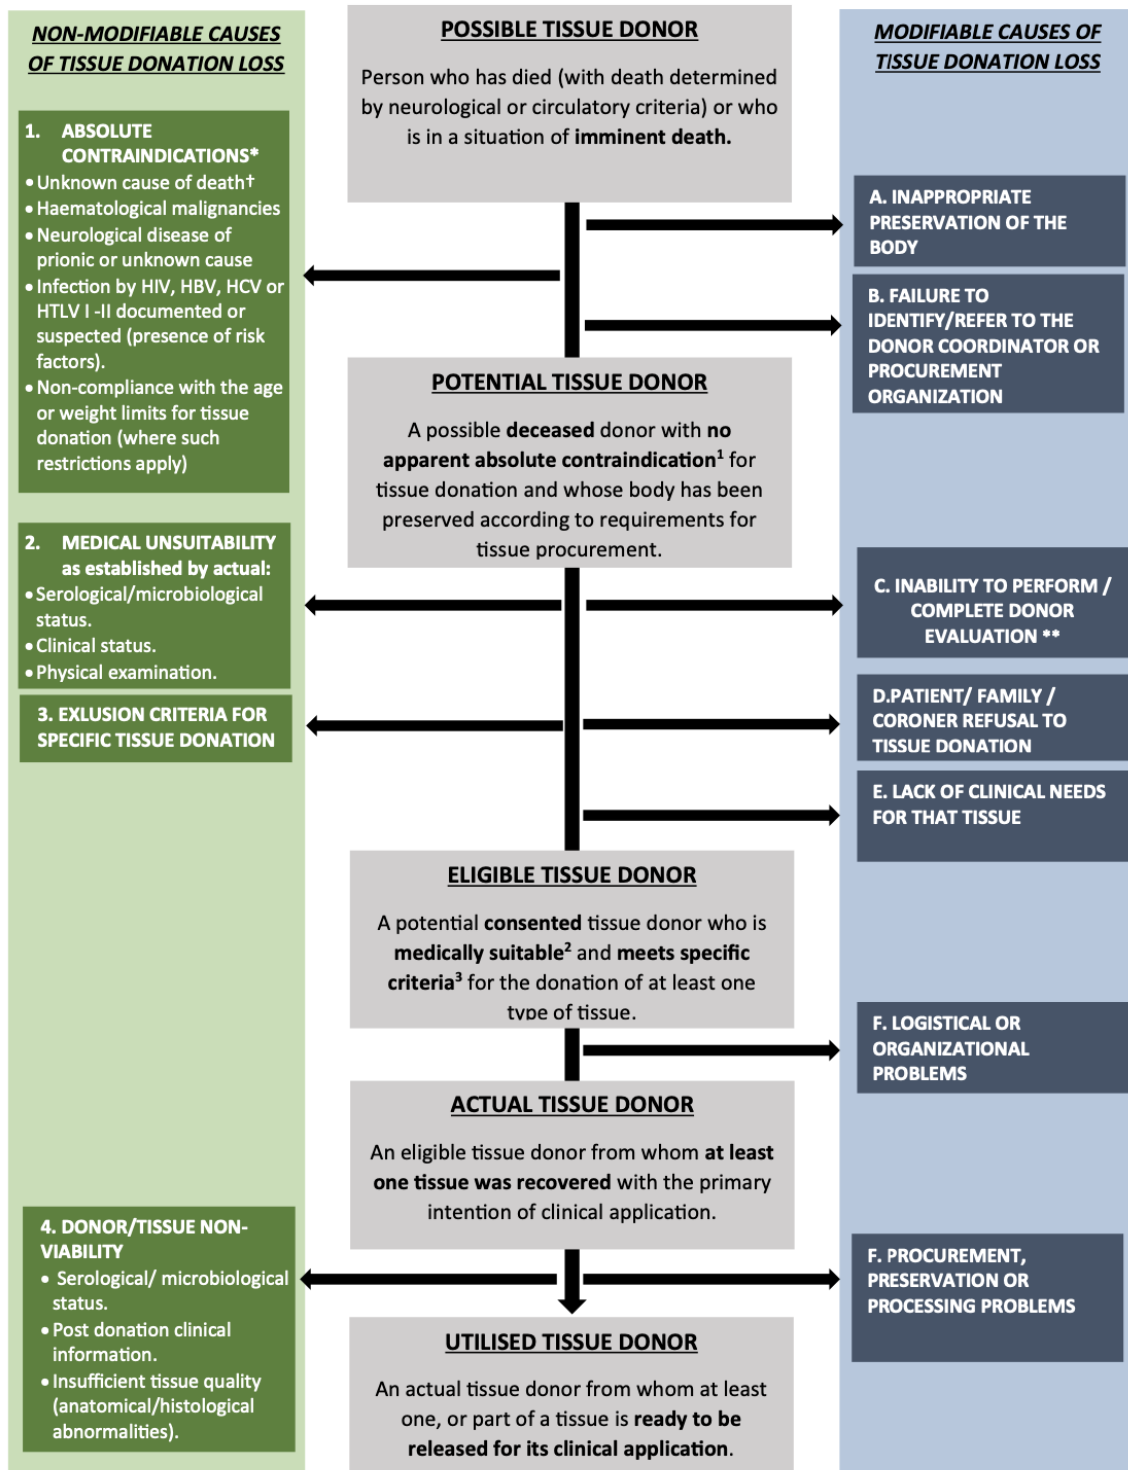 NON-MODIFIABLE CAUSES
OF TISSUE DONATION LOSS
1. ABSOLUTE
CONTRAINDICATIONS*
• Unknown cause of death†
• Haematological malignancies
• Neurological disease of
prionic or unknown cause
• Infection by HIV, HBV, HCV or
HTLV I -II documented or
suspected (presence of risk
factors).
• Non-compliance with the age
or weight limits for tissue
donation (where such
restrictions apply)
2. MEDICAL UNSUITABILITY
as established by actual:
• Serological/microbiological
status.
• Clinical status.
• Physical examination.
3. EXLUSION CRITERIA FOR
SPECIFIC TISSUE DONATION
4. DONOR/TISSUE NON-
VIABILITY
• Serological/ microbiological
status.
• Post donation clinical
information.
• Insufficient tissue quality
(anatomical/histological
abnormalities).
POSSIBLE TISSUE DONOR
Person who has died (with death determined
by neurological or circulatory criteria) or who
is in a situation of imminent death.
POTENTIAL TISSUE DONOR
A possible deceased donor with no
apparent absolute contraindication¹ for
tissue donation and whose body has been
preserved according to requirements for
tissue procurement.
ELIGIBLE TISSUE DONOR
A potential consented tissue donor who is
medically suitable² and meets specific
criteria³ for the donation of at least one
type of tissue.
ACTUAL TISSUE DONOR
An eligible tissue donor from whom at least
one tissue was recovered with the primary
intention of clinical application.
UTILISED TISSUE DONOR
An actual tissue donor from whom at least
one, or part of a tissue is ready to be
released for its clinical application.
MODIFIABLE CAUSES OF
TISSUE DONATION LOSS
A. INAPPROPRIATE
PRESERVATION OF THE
BODY
B. FAILURE TO
IDENTIFY/REFER TO THE
DONOR COORDINATOR OR
PROCUREMENT
ORGANIZATION
C. INABILITY TO PERFORM /
COMPLETE DONOR
EVALUATION **
D.PATIENT/ FAMILY /
CORONER REFUSAL TO
TISSUE DONATION
E. LACK OF CLINICAL NEEDS
FOR THAT TISSUE
F. LOGISTICAL OR
ORGANIZATIONAL
PROBLEMS
F. PROCUREMENT,
PRESERVATION OR
PROCESSING PROBLEMS